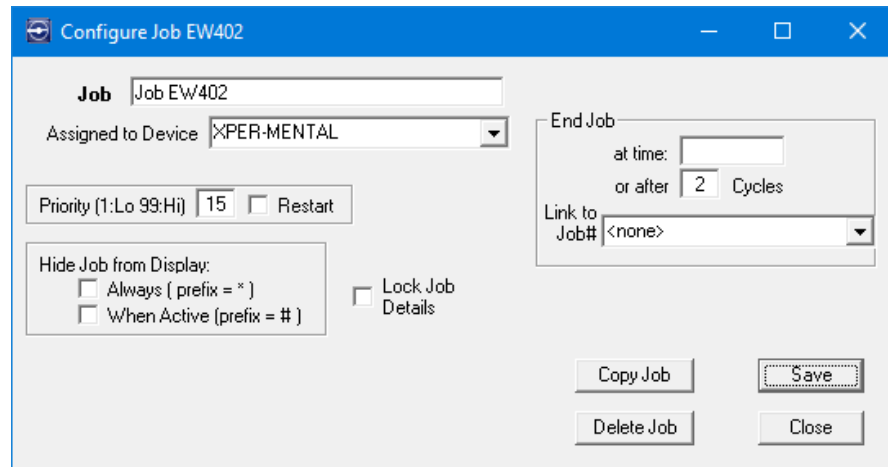 Configure Job EW402
Job Job EW402
Assigned to Device XPER-MENTAL
Priority (1:Lo 99:Hi) 15 Restart
Hide Job from Display:
Always ( prefix = * )
When Active (prefix = # )
Lock Job
Details
End Job
at time:
or after 2 Cycles
Link to
Job# <none>
Copy Job Save
Delete Job Close